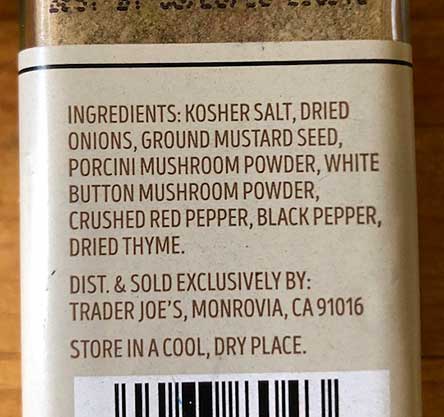 INGREDIENTS: KOSHER SALT, DRIED
ONIONS, GROUND MUSTARD SEED,
PORCINI MUSHROOM POWDER, WHITE
BUTTON MUSHROOM POWDER,
CRUSHED RED PEPPER, BLACK PEPPER,
DRIED THYME.
DIST. & SOLD EXCLUSIVELY BY:
TRADER JOE'S, MONROVIA, CA 91016
STORE IN A COOL, DRY PLACE.